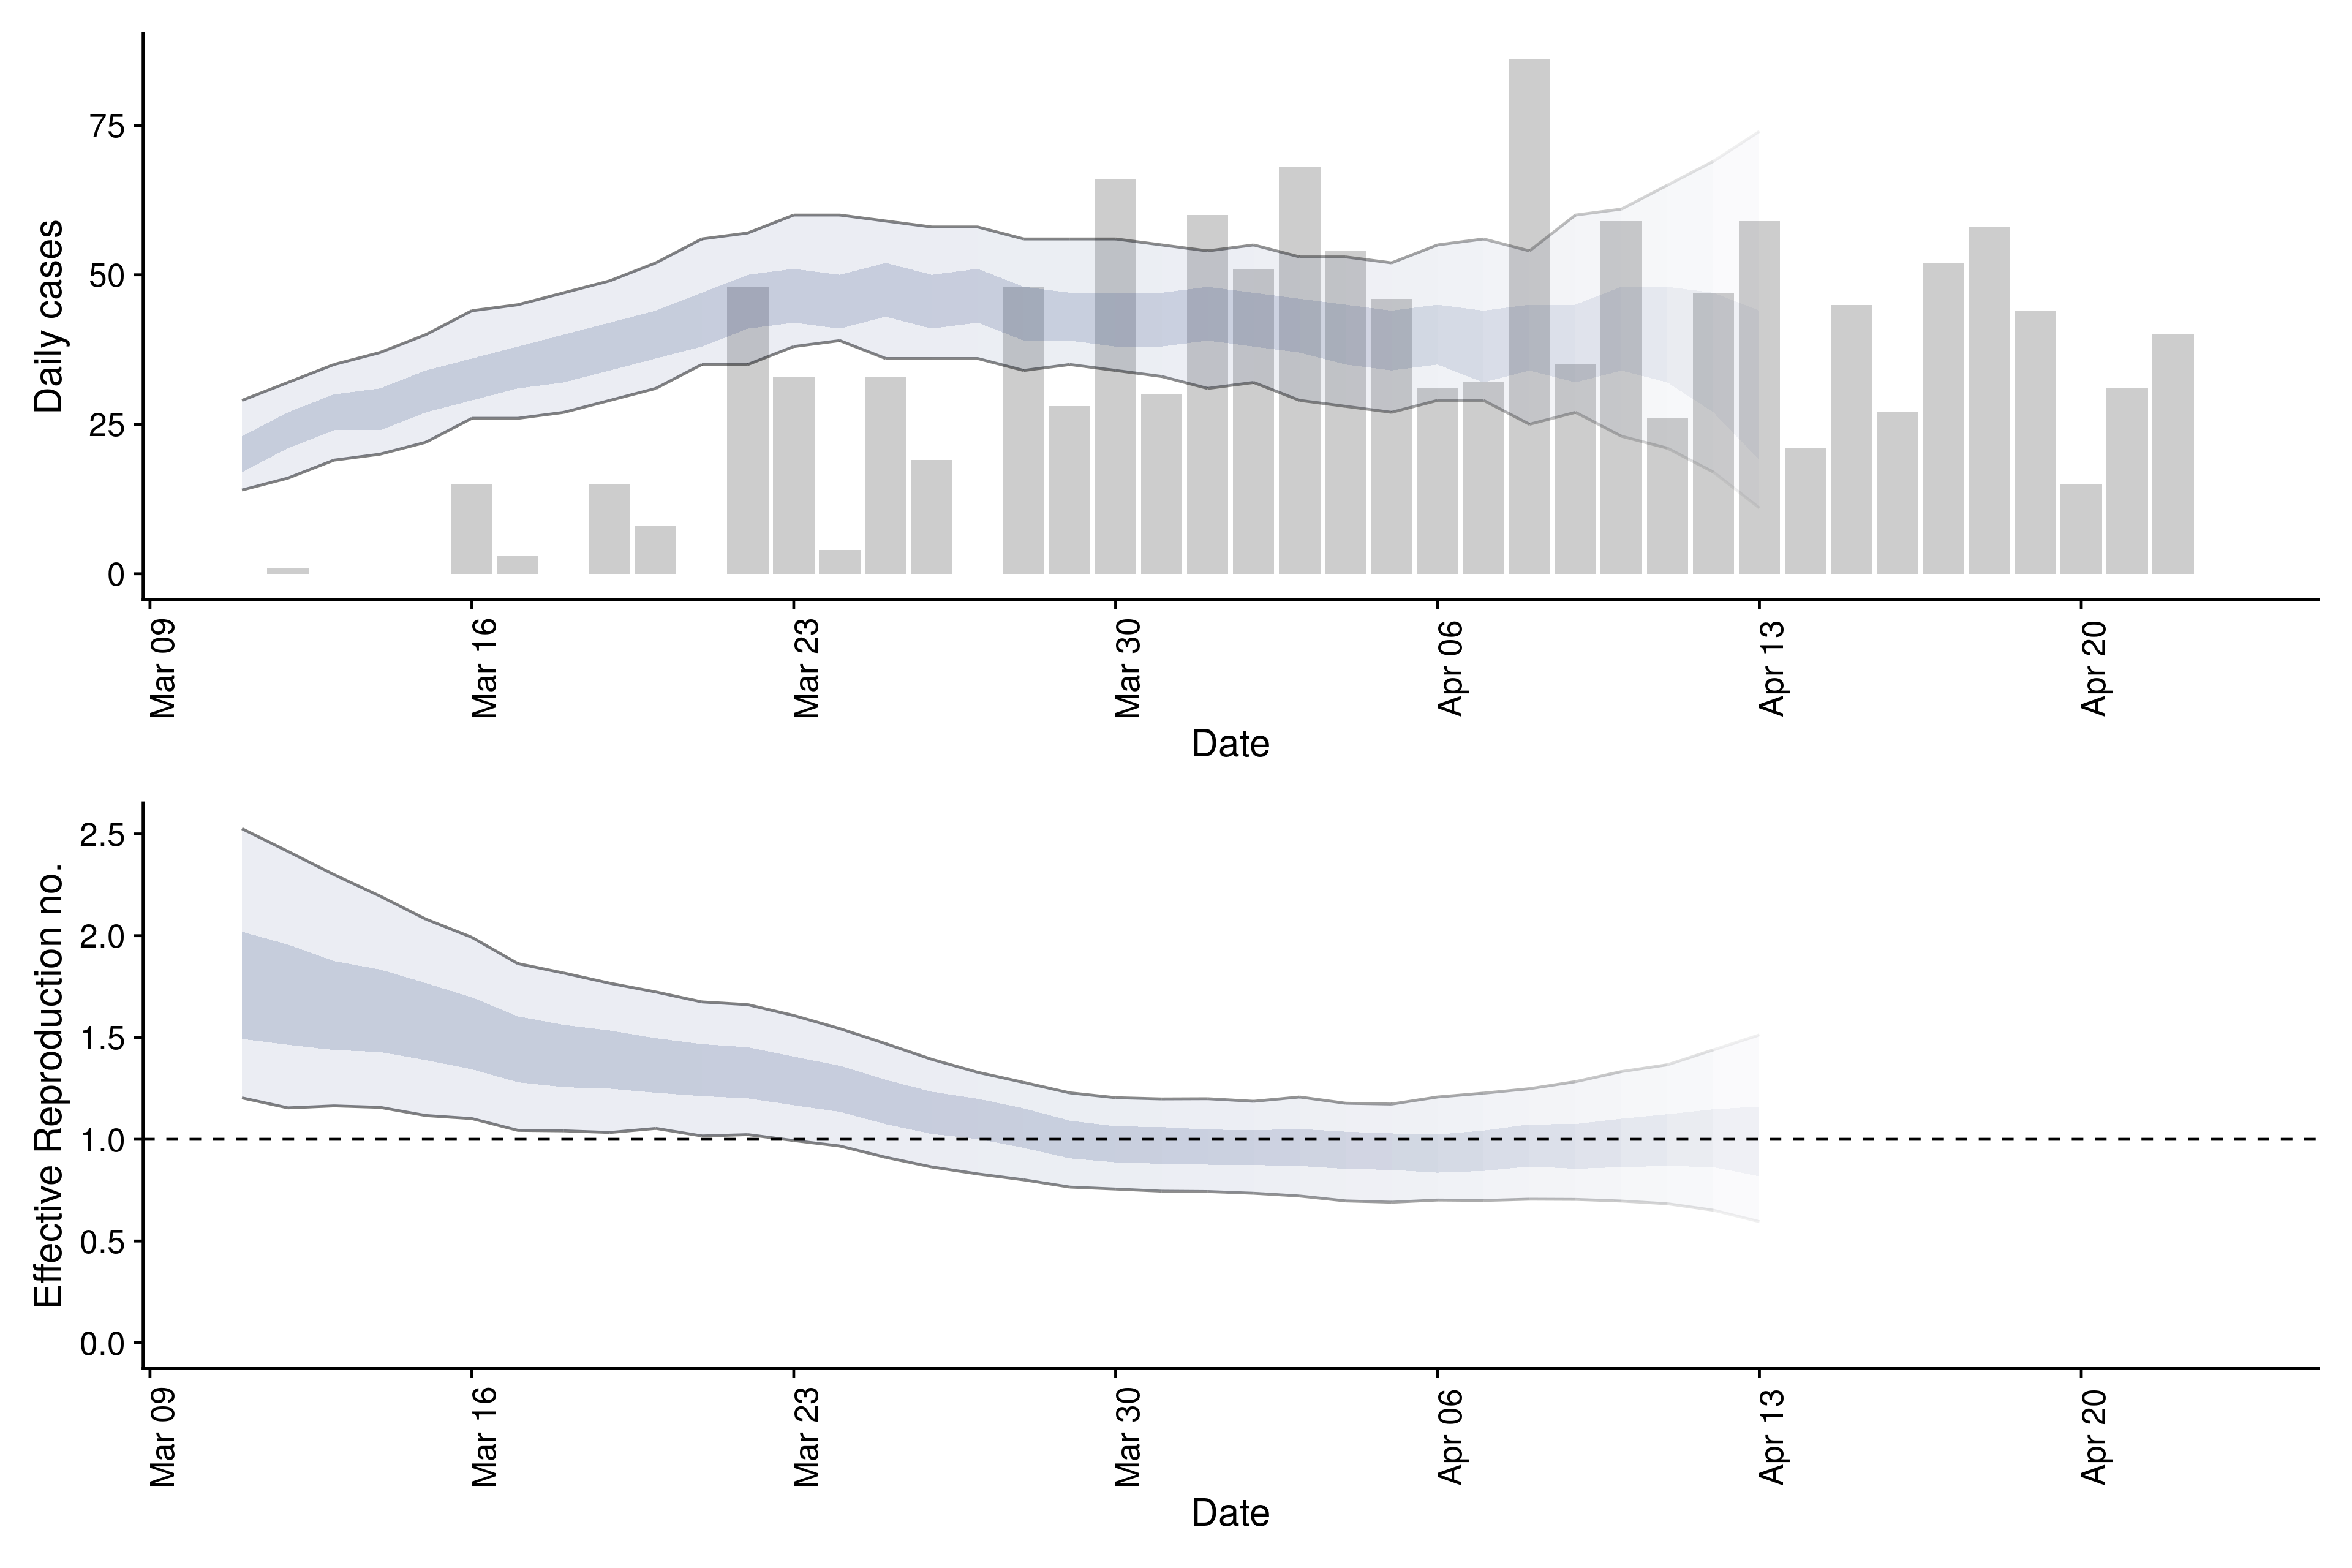 Daily cases
75
50
25
0
Mar 09
Mar 16
Mar 23
Mar 30
Apr 06
Apr 13
Apr 20
Date
Effective Reproduction no.
2.5
2.0
1.5
1.0
0.5
0.0
Mar 09
Mar 16
Mar 23
Mar 30
Apr 06
Apr 13
Apr 20
Date